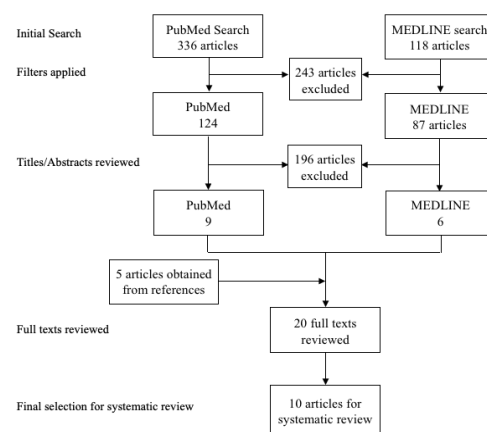 Initial Search
PubMed Search
336 articles
MEDLINE search
118 articles
Filters applied
243 articles
excluded
PubMed
124
MEDLINE
87 articles
Titles/Abstracts reviewed
196 articles
excluded
PubMed
9
MEDLINE
6
5 articles obtained
from references
Full texts reviewed
20 full texts
reviewed
Final selection for systematic review
10 articles for
systematic review